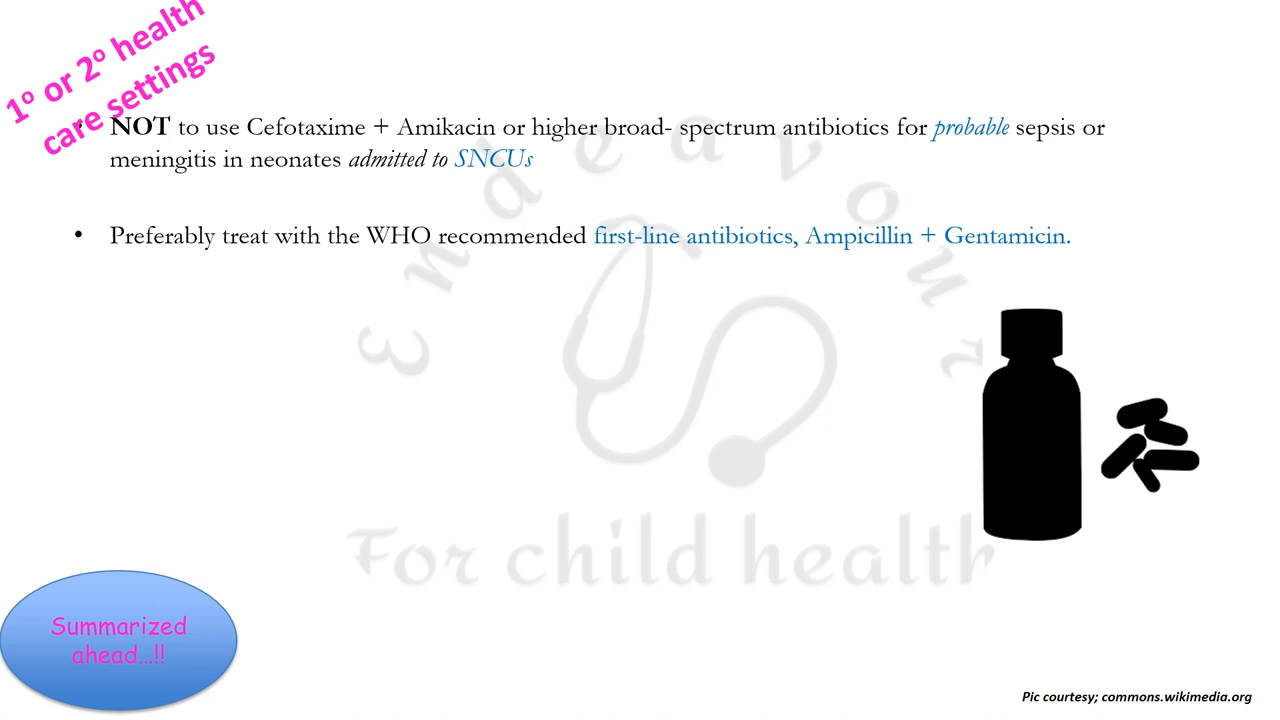 1º or 2º health
care settings
• NOT to use Cefotaxime + Amikacin or higher broad- spectrum antibiotics for probable sepsis or
meningitis in neonates admitted to SNCUs
• Preferably treat with the WHO recommended first-line antibiotics, Ampicillin + Gentamicin.
Endeavour
For child health
Summarized
ahead...!!
Pic courtesy; commons.wikimedia.org